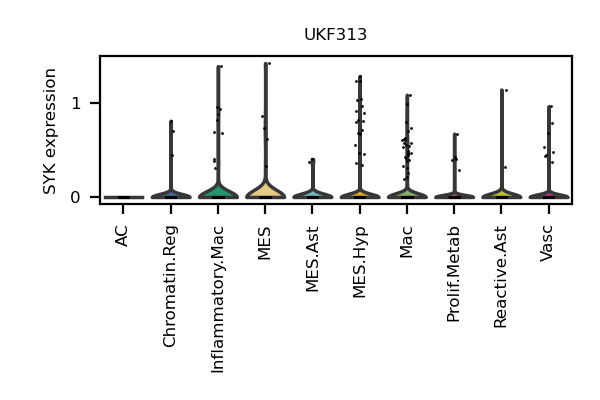 UKF313
SYK expression
1
0
AC
Chromatin.Reg
Inflammatory.Mac
MES
MES.Ast
MES.Hyp
Mac
Prolif.Metab
Reactive.Ast
Vasc